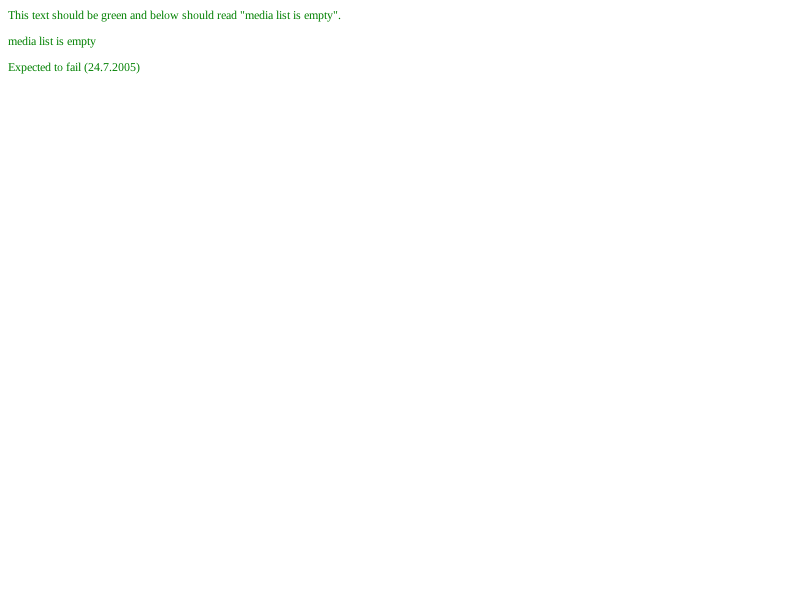 This text should be green and below should read "media list is empty".
media list is empty
Expected to fail (24.7.2005)